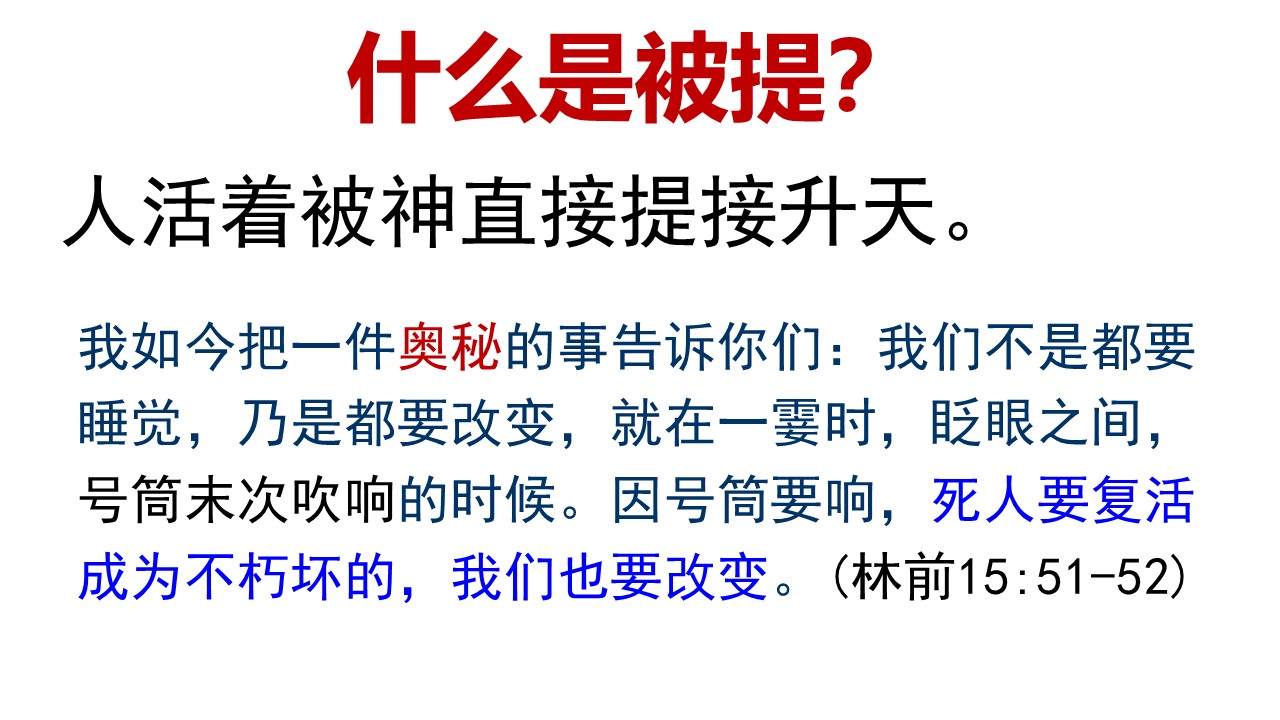 什么是被提？
人活着被神直接提接升天。
我如今把一件奥秘的事告诉你们：我们不是都要
睡觉，乃是都要改变，就在一霎时，眨眼之间，
号筒末次吹响的时候。因号筒要响，死人要复活
成为不朽坏的，我们也要改变。(林前15:51-52)